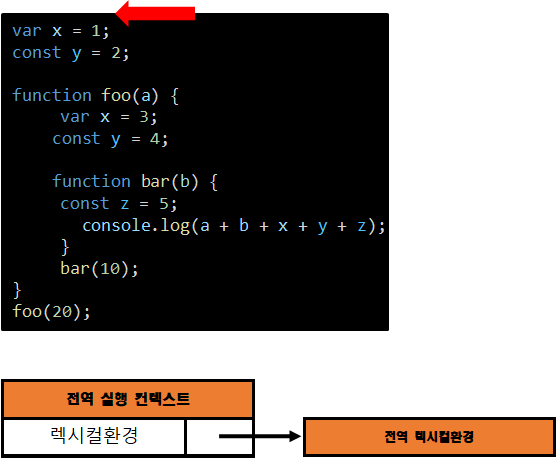 var x = 1;
const y = 2;
function foo(a) {
var x = 3;
const y = 4;
function bar(b) {
const z = 5;
console.log(a + b + x + y + z);
}
bar(10);
}
foo(20);
전역 실행 컨텍스트
렉시컬환경
전역 렉시컬환경